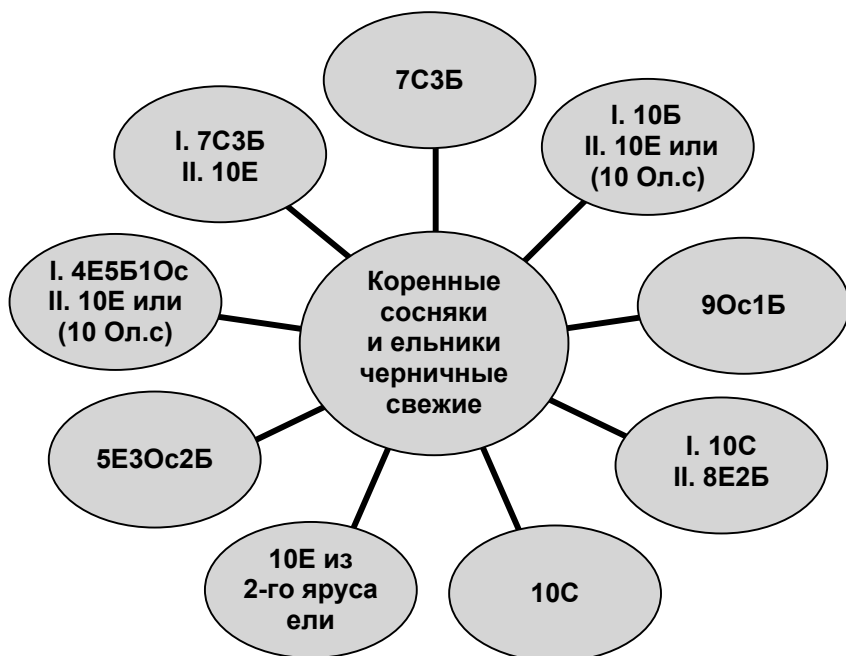 7С3Б
I. 7С3Б
II. 10Е
I. 10Б
II. 10Е или
(10 Ол.с)
I. 4Е5Б1Ос
II. 10Е или
(10 Ол.с)
Коренные
сосняки
и ельники
черничные
свежие
9Ос1Б
5Е3Ос2Б
I. 10С
II. 8Е2Б
10Е из
2-го яруса
ели
10С